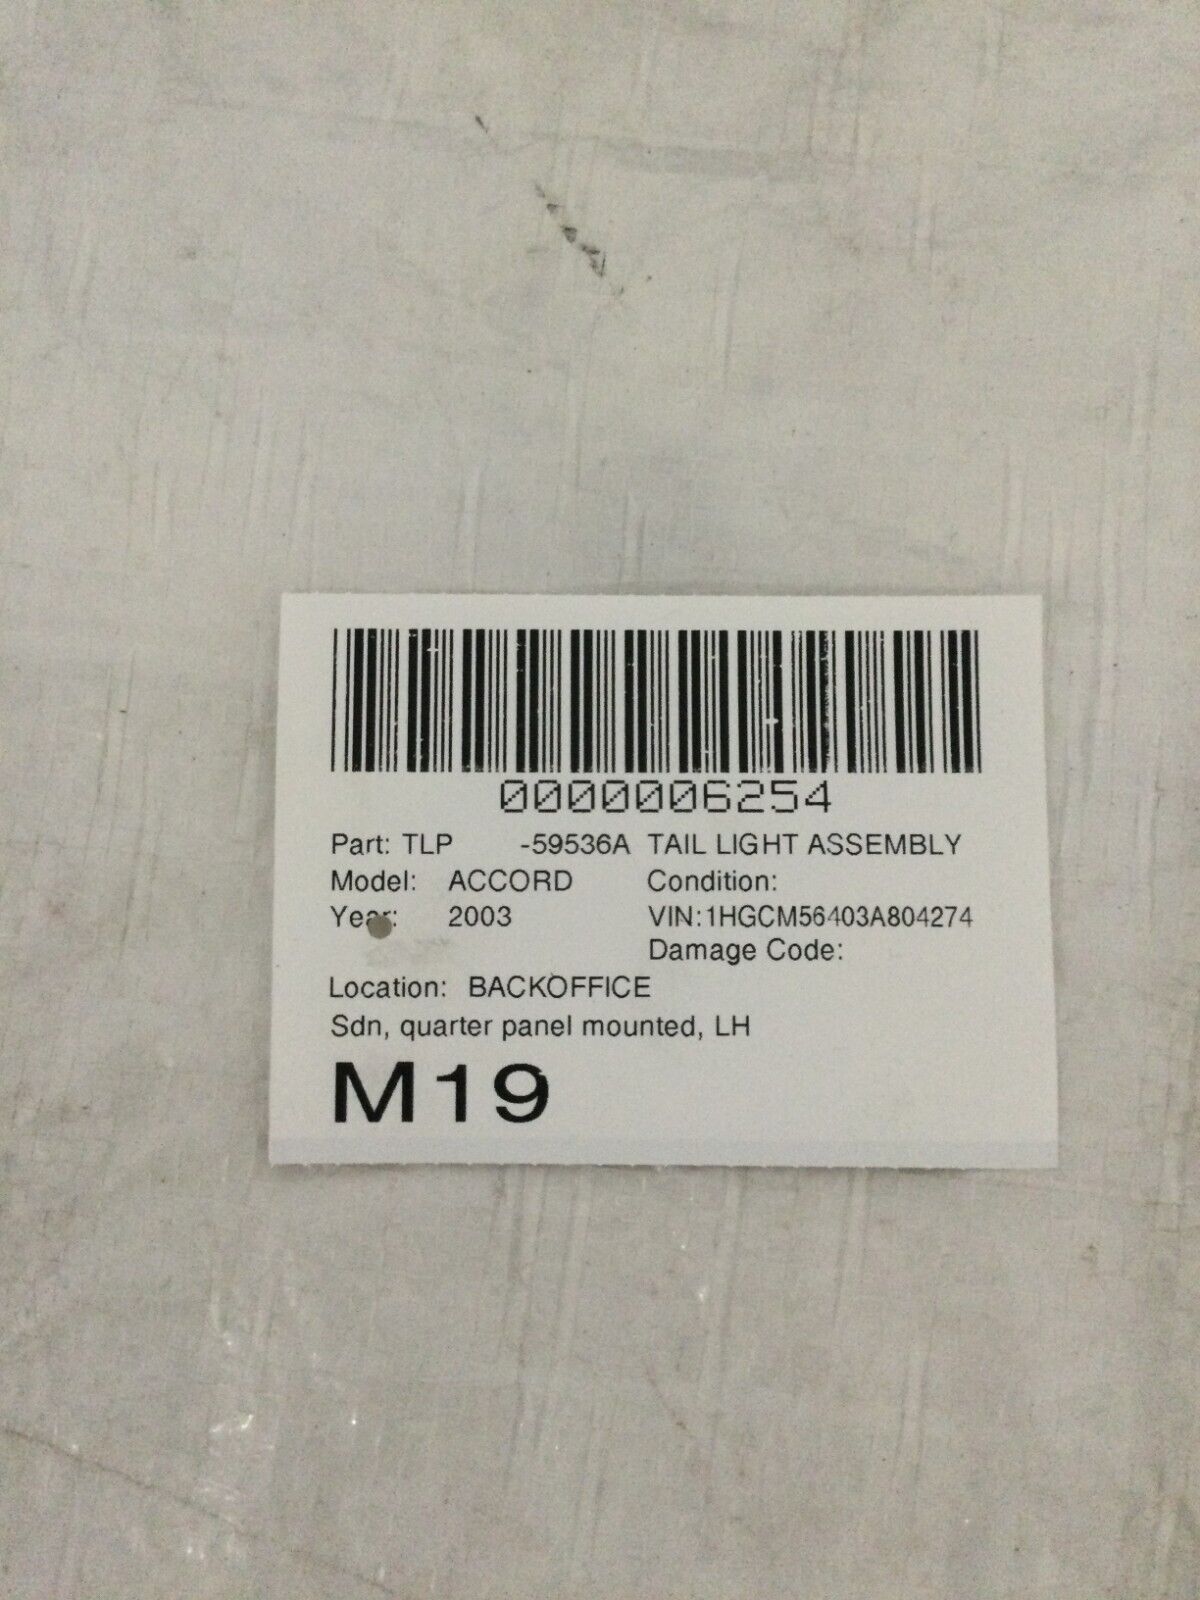 0000006254
Part: TLP -59536A TAIL LIGHT ASSEMBLY
Model: ACCORD Condition:
Year: 2003 VIN:1HGCM56403A804274
Damage Code:
Location: BACKOFFICE
Sdn, quarter panel mounted, LH
M19